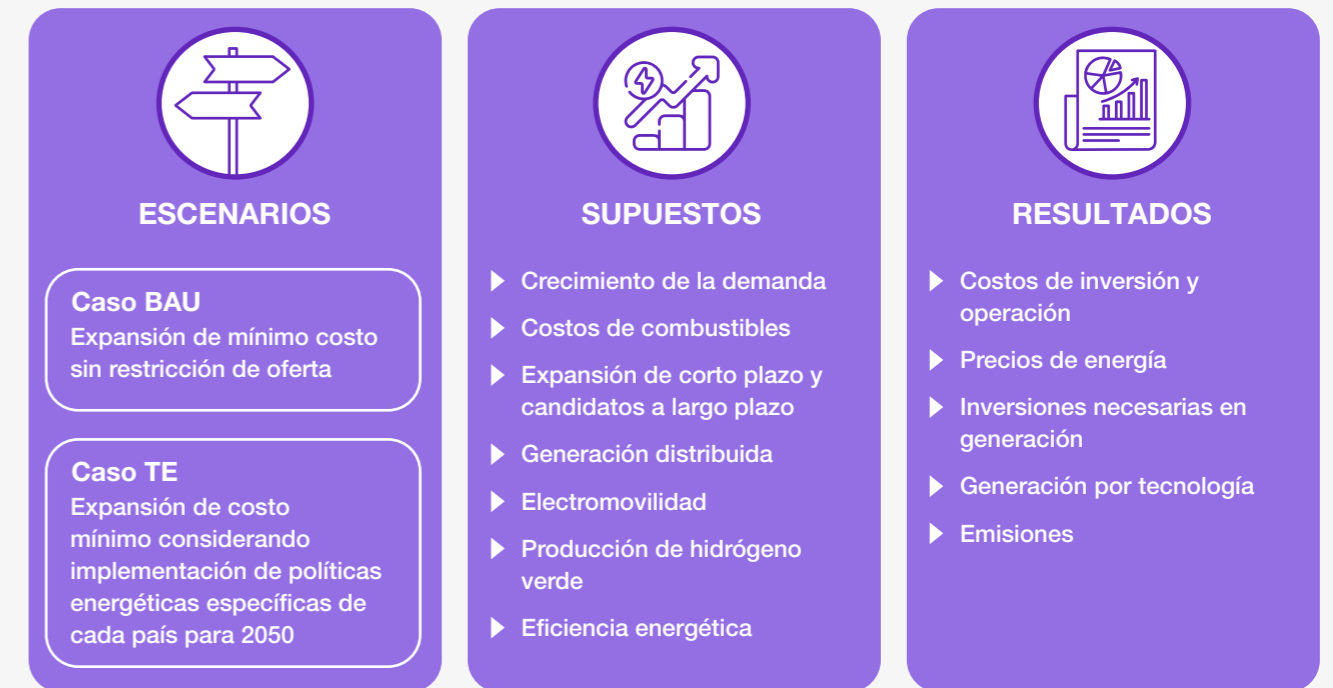 ESCENARIOS
Caso BAU
Expansión de mínimo costo
sin restricción de oferta
Caso TE
Expansión de costo
mínimo considerando
implementación de políticas
energéticas específicas de
cada país para 2050
SUPUESTOS
Crecimiento de la demanda
Costos de combustibles
Expansión de corto plazo y
candidatos a largo plazo
Generación distribuida
Electromovilidad
Producción de hidrógeno
verde
Eficiencia energética
RESULTADOS
Costos de inversión y
operación
Precios de energía
Inversiones necesarias en
generación
Generación por tecnología
Emisiones